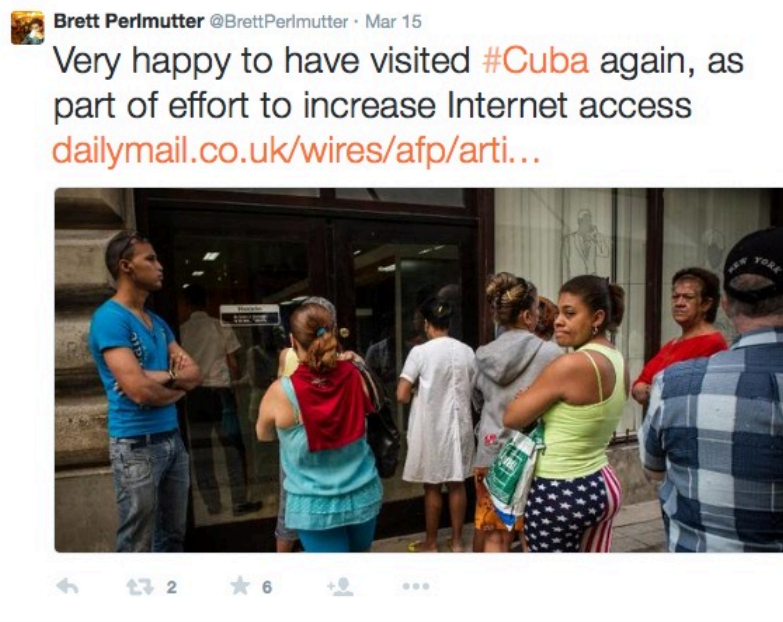 Brett Perlmutter @BrettPerlmutter · Mar 15
Very happy to have visited #Cuba again, as
part of effort to increase Internet access
dailymail.co.uk/wires/afp/arti...
NEW YORK
2
6